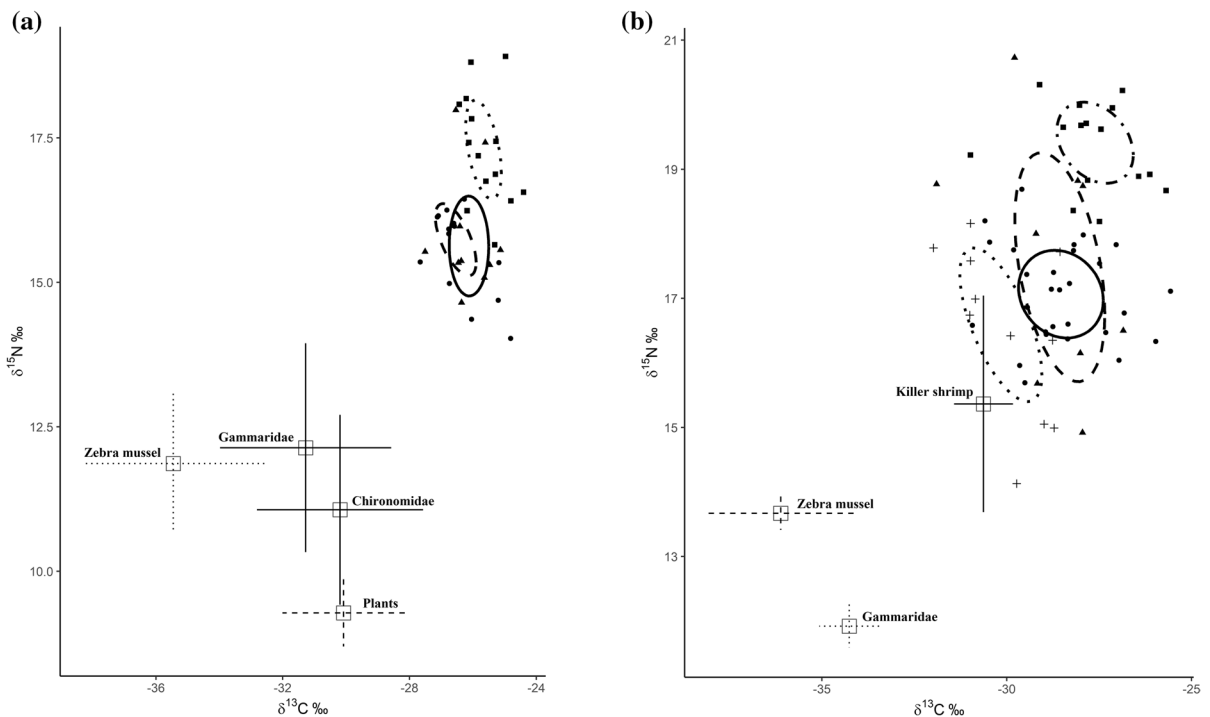 (a)
17.5
15.0
12.5
10.0
δ15N ‰
Zebra mussel
Gammaridae
Chironomidae
Plants
-36
-32
-28
-24
δ13C ‰
(b)
21
19
17
15
13
δ15N ‰
Killer shrimp
Zebra mussel
Gammaridae
-35
-30
-25
δ13C ‰